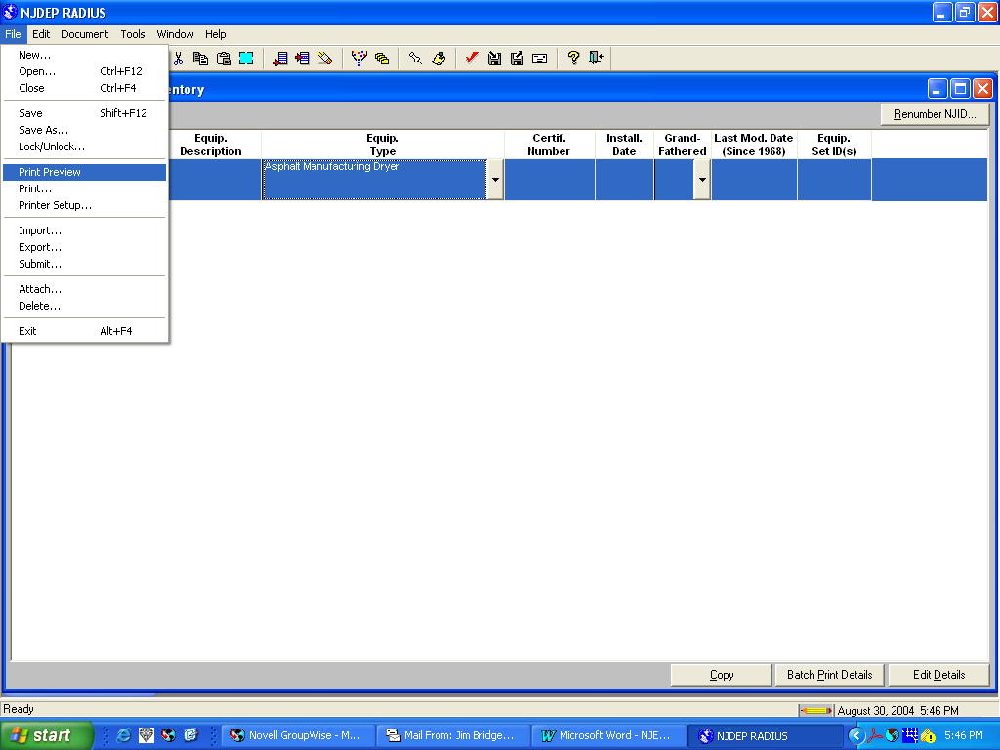 NJDEP RADIUS
File Edit Document Tools Window Help
New...
Open... Ctrl+F12
Close Ctrl+F4
Save Shift+F12
Save As...
Lock/Unlock...
Print Preview
Print...
Printer Setup...
Import...
Export...
Submit...
Attach...
Delete...
Exit Alt+F4
entory
Renumber NJID...
Equip. Description
Equip. Type
Certif. Number
Install. Date
Grand- Fathered
Last Mod. Date (Since 1968)
Equip. Set ID(s)
Asphalt Manufacturing Dryer
Copy Batch Print Details Edit Details
Ready August 30, 2004 5:46 PM
start Novell GroupWise - M... Mail From: Jim Bridge... Microsoft Word - NJE... NJDEP RADIUS 5:46 PM